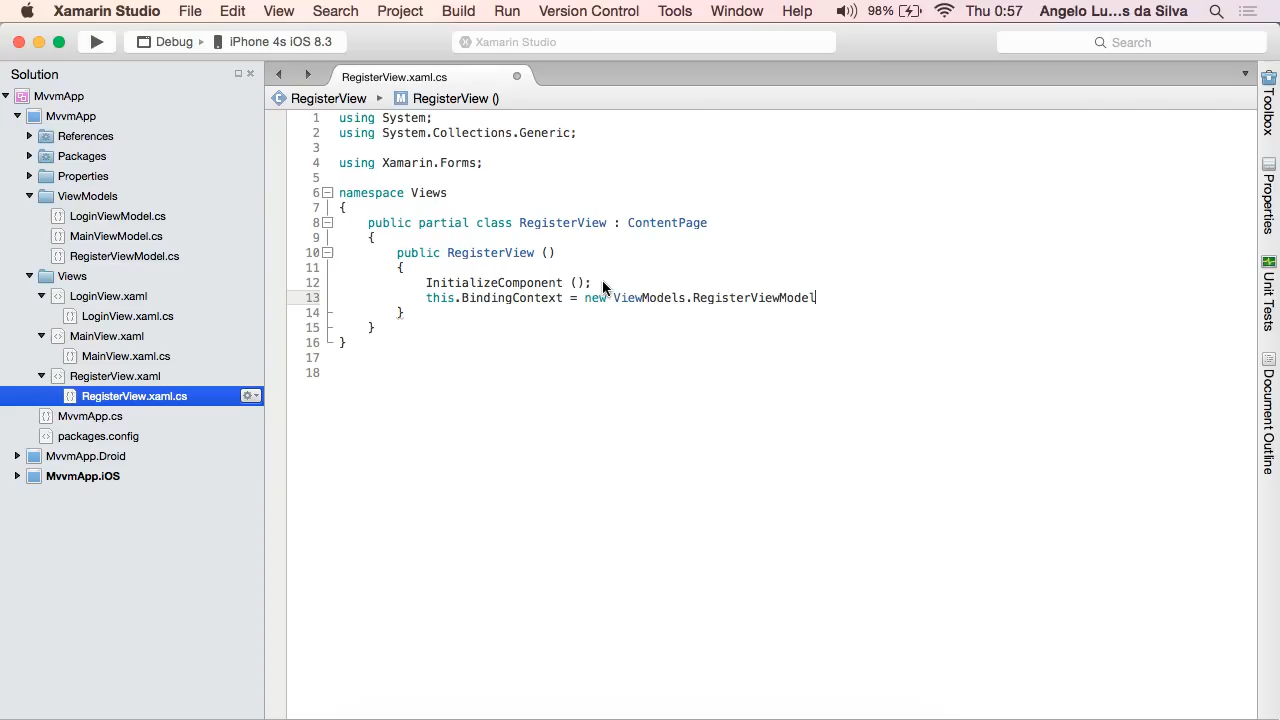 Xamarin Studio File Edit View Search Project Build Run Version Control Tools Window Help 98% Thu 0:57 Angelo Lu...s da Silva
Debug iPhone 4s iOS 8.3 Xamarin Studio Search
Solution
MvvmApp
MvvmApp
References
Packages
Properties
ViewModels
LoginViewModel.cs
MainViewModel.cs
RegisterViewModel.cs
Views
LoginView.xaml
LoginView.xaml.cs
MainView.xaml
MainView.xaml.cs
RegisterView.xaml
RegisterView.xaml.cs
MvvmApp.cs
packages.config
MvvmApp.Droid
MvvmApp.iOS
RegisterView.xaml.cs
RegisterView RegisterView ()
1 using System;
2 using System.Collections.Generic;
3
4 using Xamarin.Forms;
5
6 namespace Views
7 {
8 public partial class RegisterView : ContentPage
9 {
10 public RegisterView ()
11 {
12 InitializeComponent ();
13 this.BindingContext = new ViewModels.RegisterViewModel
14 }
15 }
16 }
17
18
Toolbox
Properties
Unit Tests
Document Outline